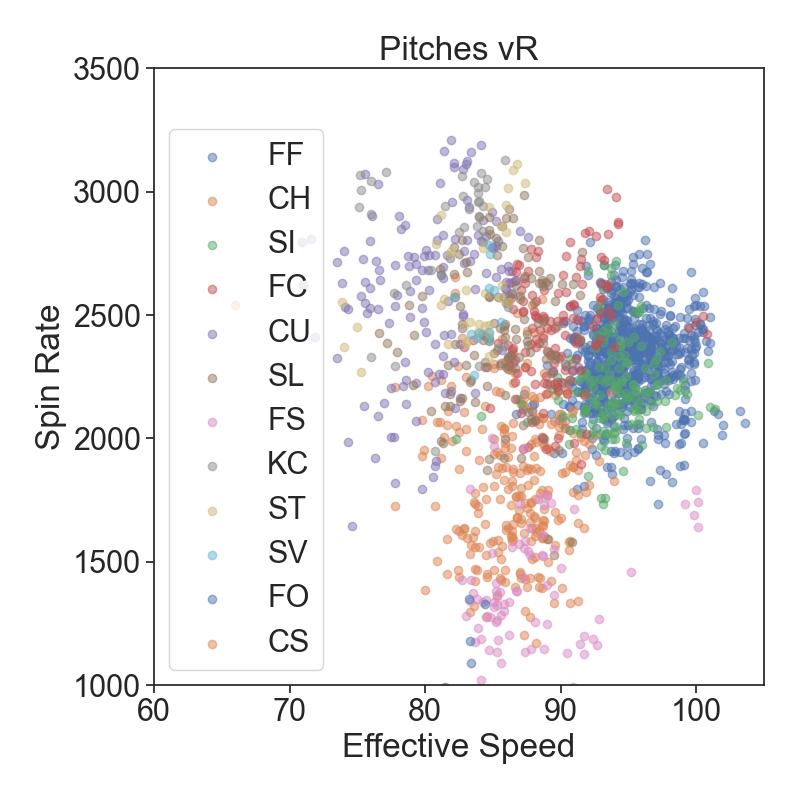 Pitches vR
3500
3000
2500
2000
1500
1000
Spin Rate
FF
CH
SI
FC
CU
SL
FS
KC
ST
SV
FO
CS
60
70
80
90
100
Effective Speed